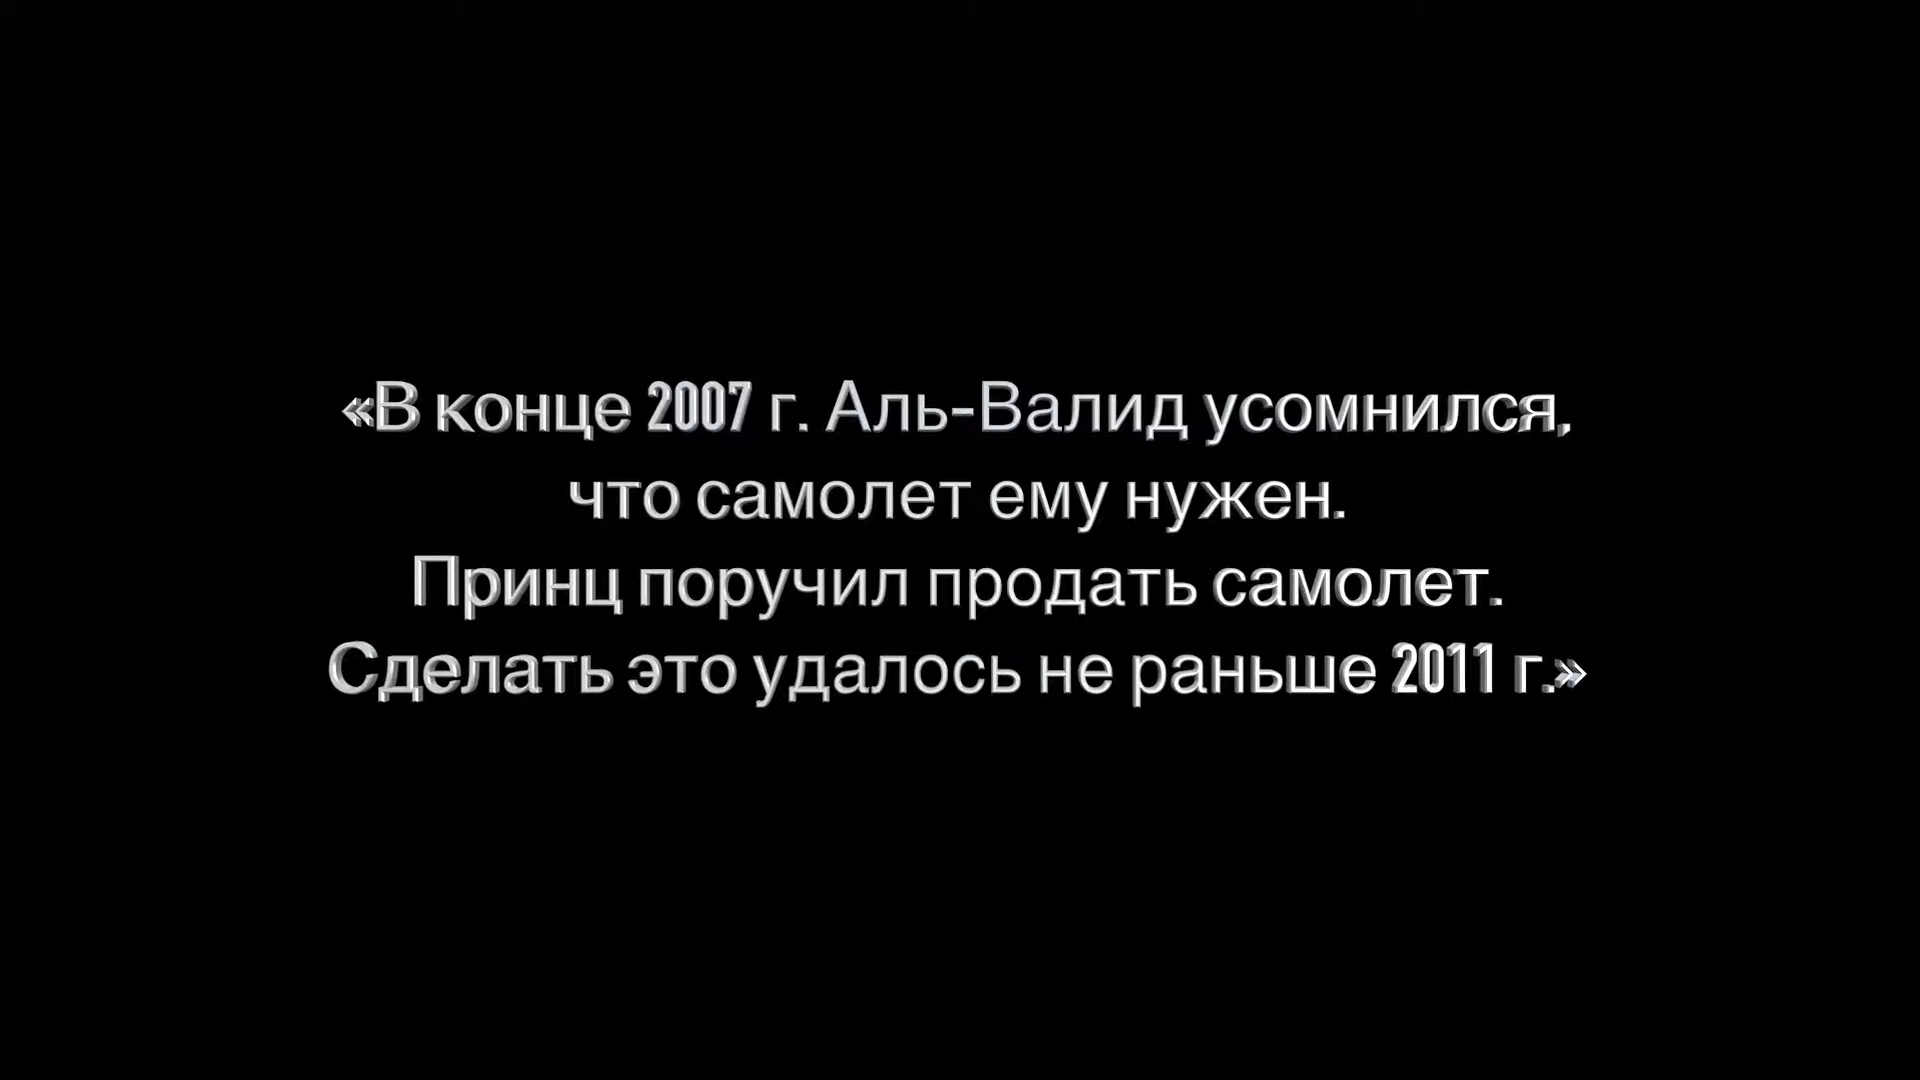 «В конце 2007 г. Аль-Валид усомнился,
что самолет ему нужен.
Принц поручил продать самолет.
Сделать это удалось не раньше 2011 г.»